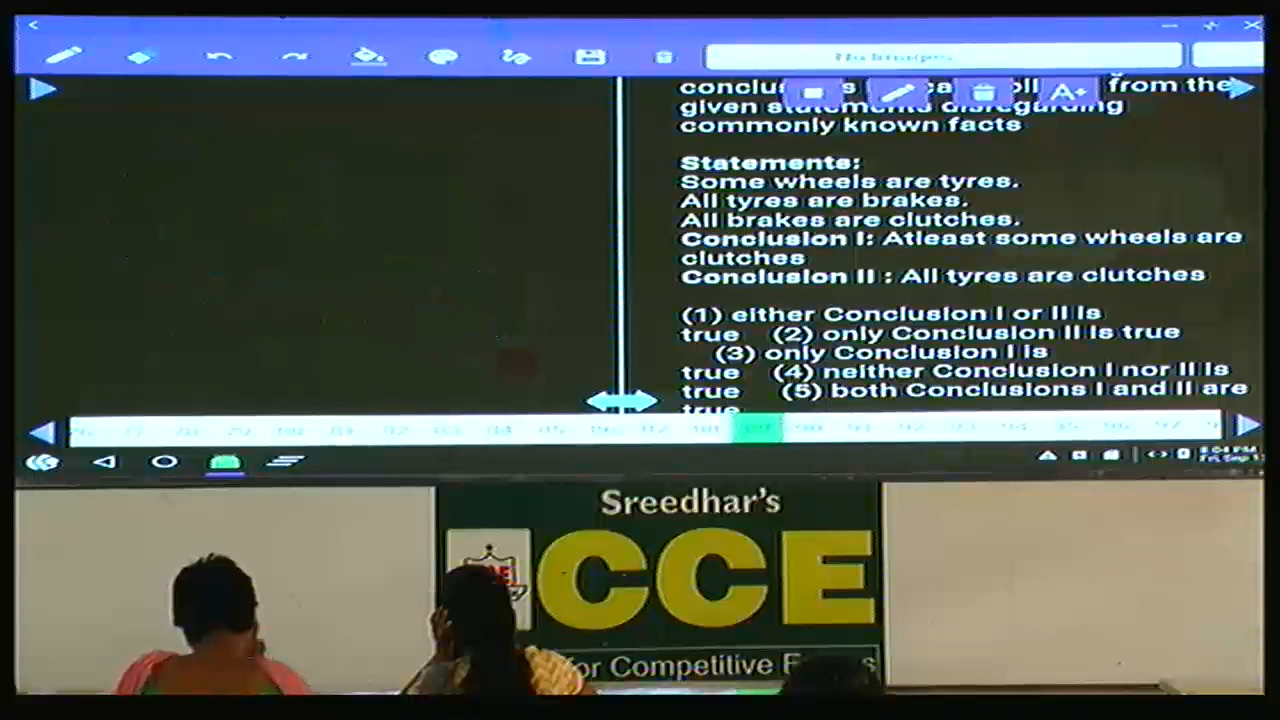 from the
given statements disregarding
commonly known facts
Statements:
Some wheels are tyres.
All tyres are brakes.
All brakes are clutches.
Conclusion I: Atleast some wheels are
clutches
Conclusion II : All tyres are clutches
(1) either Conclusion I or II is
true (2) only Conclusion II is true
(3) only Conclusion I is
true (4) neither Conclusion I nor II is
true (5) both Conclusions I and II are
true
A+
Sreedhar's
CCE
for Competitive